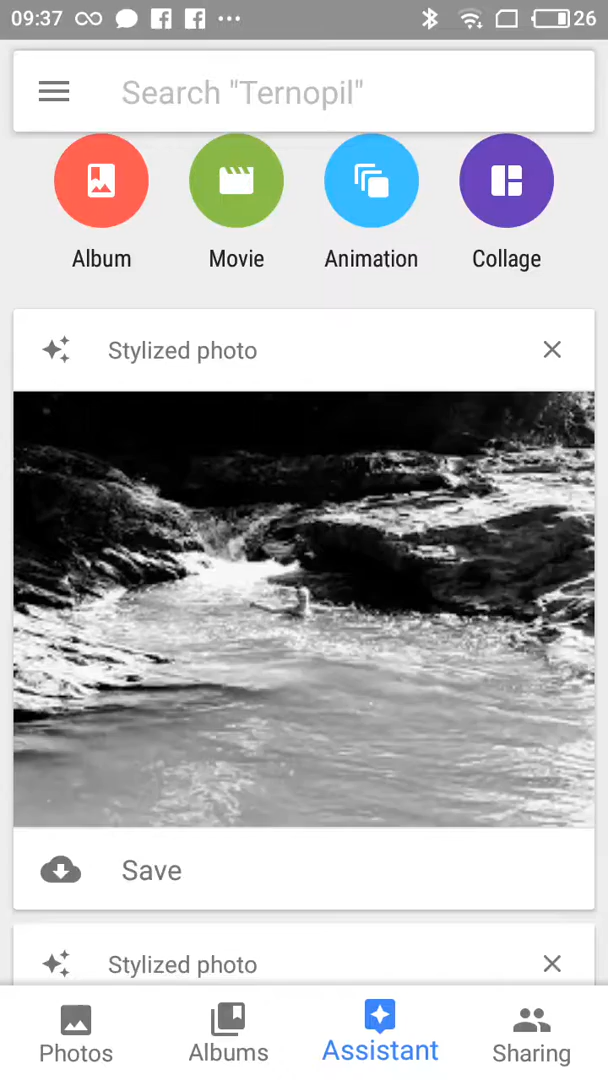 09:37 26
Search "Ternopil"
Album Movie Animation Collage
Stylized photo
Save
Stylized photo
Photos Albums Assistant Sharing